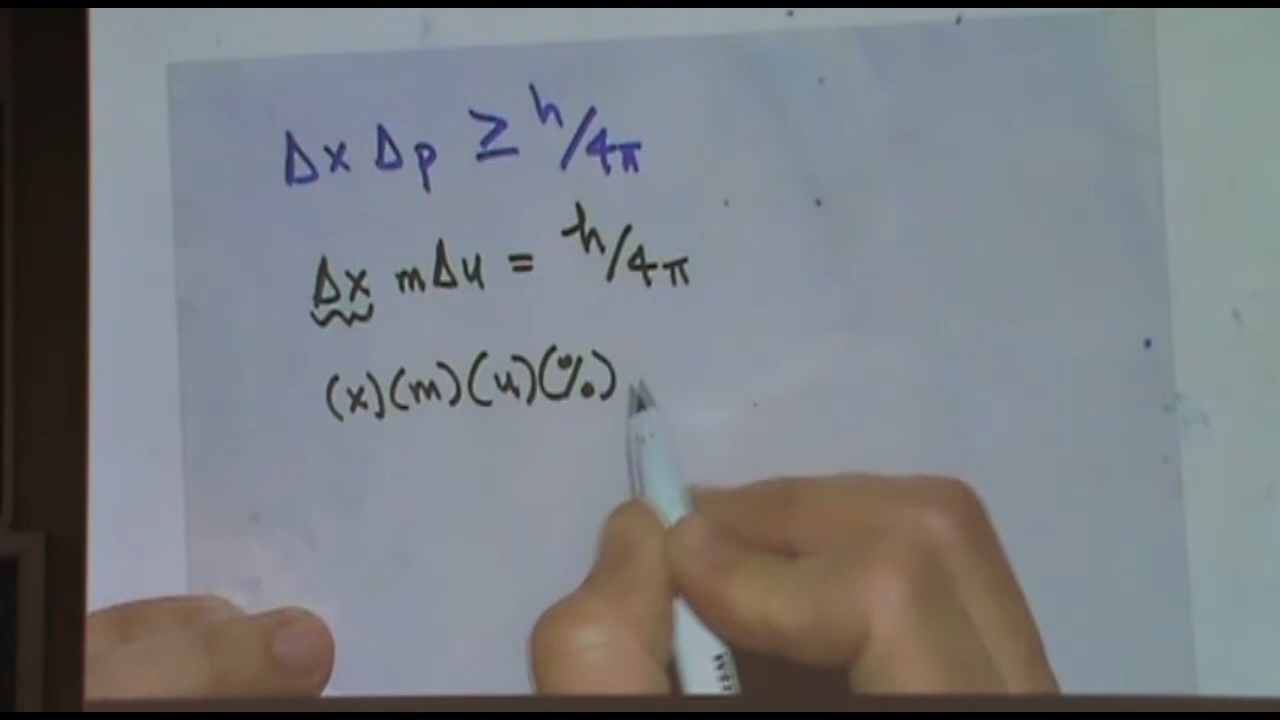 Δx Δp ≥ h/4π
Δx mΔu = h/4π
(x)(m)(u)(%)